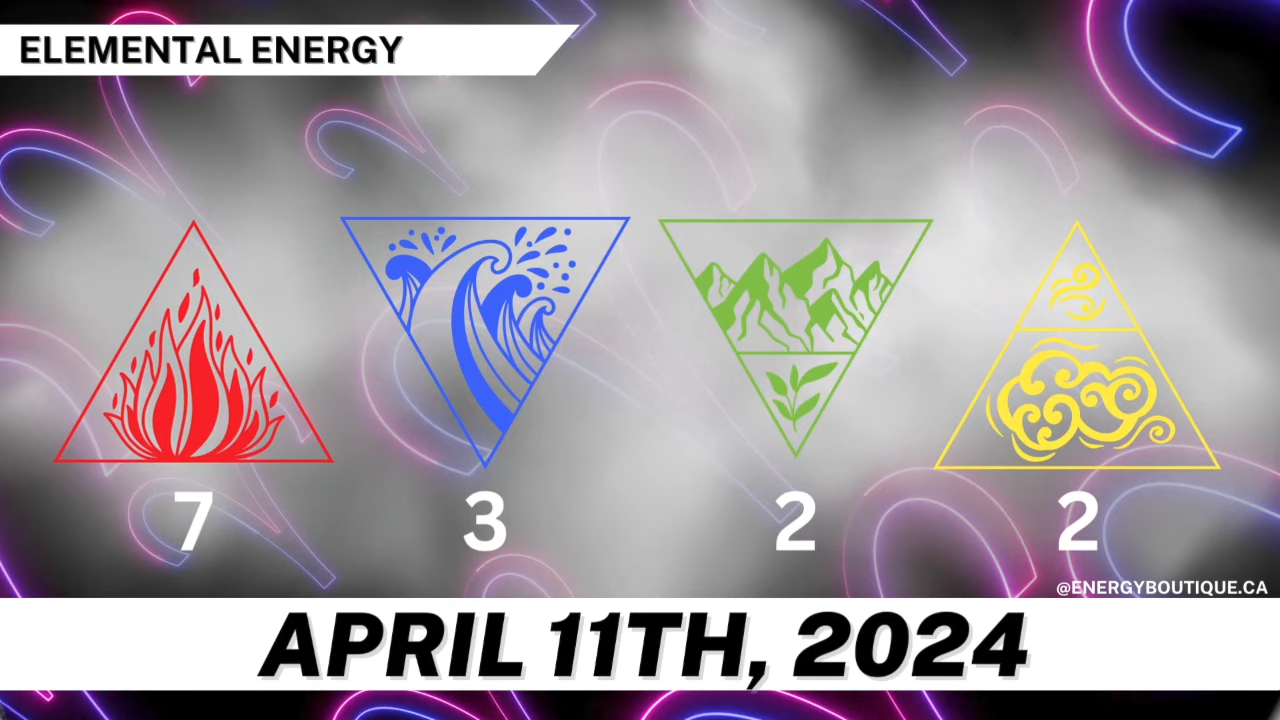 ELEMENTAL ENERGY
7 3 2 2
@ENERGYBOUTIQUE.CA
APRIL 11TH, 2024